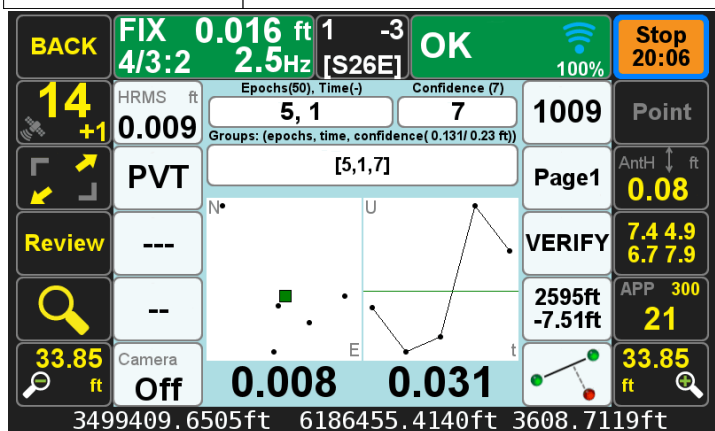 BACK
FIX 0.016 ft
4/3:2 2.5Hz
1 -3
[S26E]
OK
100%
Stop
20:06
14
+1
HRMS ft
0.009
Epochs(50), Time(-)
5, 1
Confidence (7)
7
Groups: (epochs, time, confidence( 0.131/ 0.23 ft))
[5,1,7]
1009
Point
PVT
Page1
AntH ft
0.08
Review
---
N
U
VERIFY
7.4 4.9
6.7 7.9
--
2595ft
-7.51ft
APP 300
21
E
t
33.85
ft
Camera
Off
0.008
0.031
33.85
ft
3499409.6505ft 6186455.4140ft 3608.7119ft